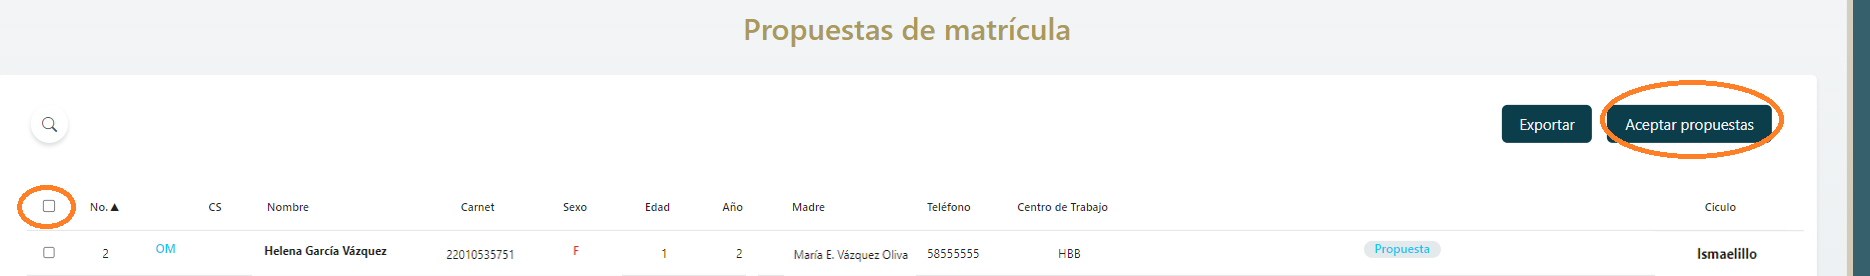 Propuestas de matrícula
Exportar Aceptar propuestas
No.▲ CS Nombre Carnet Sexo Edad Año Madre Teléfono Centro de Trabajo Ciculo
2 OM Helena García Vázquez 22010535751 F 1 2 María E. Vázquez Oliva 58555555 HBB Propuesta Ismaelillo